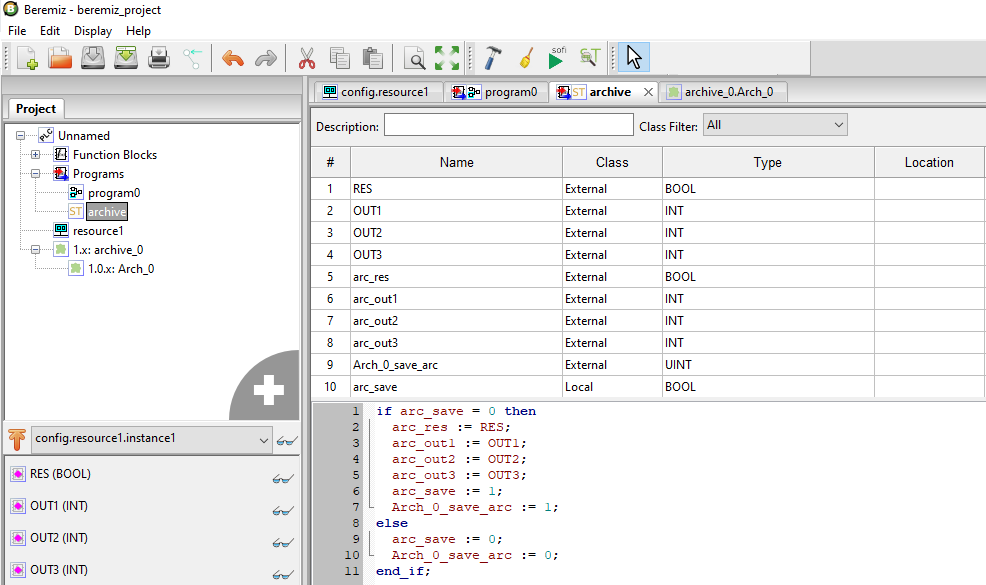 Beremiz - beremiz_project
File Edit Display Help
sofi
config.resource1 program0 ST archive archive_0.Arch_0
Project
Unnamed
Function Blocks
Programs
program0
ST archive
resource1
1.x: archive_0
1.0.x: Arch_0
config.resource1.instance1
RES (BOOL)
OUT1 (INT)
OUT2 (INT)
OUT3 (INT)
Description: Class Filter: All
# Name Class Type Location
1 RES External BOOL
2 OUT1 External INT
3 OUT2 External INT
4 OUT3 External INT
5 arc_res External BOOL
6 arc_out1 External INT
7 arc_out2 External INT
8 arc_out3 External INT
9 Arch_0_save_arc External UINT
10 arc_save Local BOOL
1 if arc_save = 0 then
2 arc_res := RES;
3 arc_out1 := OUT1;
4 arc_out2 := OUT2;
5 arc_out3 := OUT3;
6 arc_save := 1;
7 Arch_0_save_arc := 1;
8 else
9 arc_save := 0;
10 Arch_0_save_arc := 0;
11 end_if;